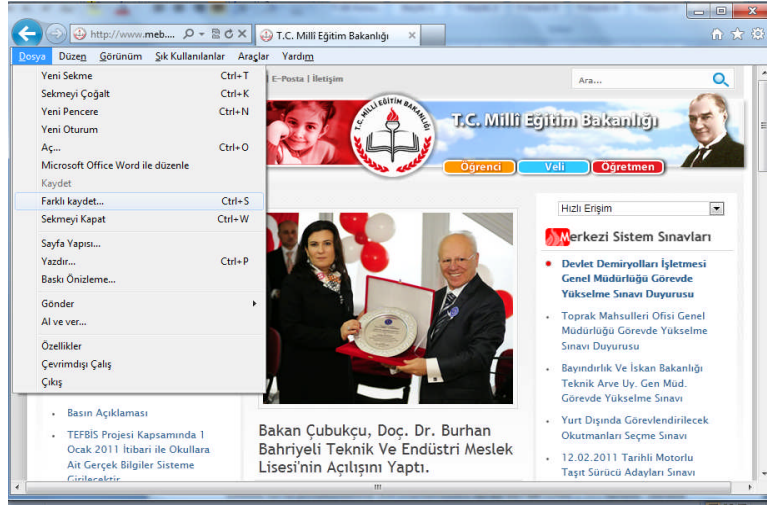 http://www.meb....
T.C. Millî Eğitim Bakanlığı
Dosya Düzen Görünüm Sık Kullanılanlar Araçlar Yardım
Yeni Sekme Ctrl+T
Sekmeyi Çoğalt Ctrl+K
Yeni Pencere Ctrl+N
Yeni Oturum
Aç... Ctrl+O
Microsoft Office Word ile düzenle
Kaydet
Farklı kaydet... Ctrl+S
Sekmeyi Kapat Ctrl+W
Sayfa Yapısı...
Yazdır... Ctrl+P
Baskı Önizleme...
Gönder
Al ve ver...
Özellikler
Çevrimdışı Çalış
Çıkış
| E-Posta | İletişim
Ara...
T.C. MİLLİ EĞİTİM BAKANLIĞI
T.C. Millî Eğitim Bakanlığı
Öğrenci Veli Öğretmen
Basın Açıklaması
TEFBİS Projesi Kapsamında 1
Ocak 2011 İtibari ile Okullara
Ait Gerçek Bilgiler Sisteme
Girilecektir
Bakan Çubukçu, Doç. Dr. Burhan
Bahriyeli Teknik Ve Endüstri Meslek
Lisesi'nin Açılışını Yaptı.
Hızlı Erişim
Merkezi Sistem Sınavları
Devlet Demiryolları İşletmesi
Genel Müdürlüğü Görevde
Yükselme Sınavı Duyurusu
Toprak Mahsulleri Ofisi Genel
Müdürlüğü Görevde Yükselme
Sınavı Duyurusu
Bayındırlık Ve İskan Bakanlığı
Teknik Arve Uy. Gen Müd.
Görevde Yükselme Sınavı
Yurt Dışında Görevlendirilecek
Okutmanları Seçme Sınavı
12.02.2011 Tarihli Motorlu
Taşıt Sürücü Adayları Sınavı